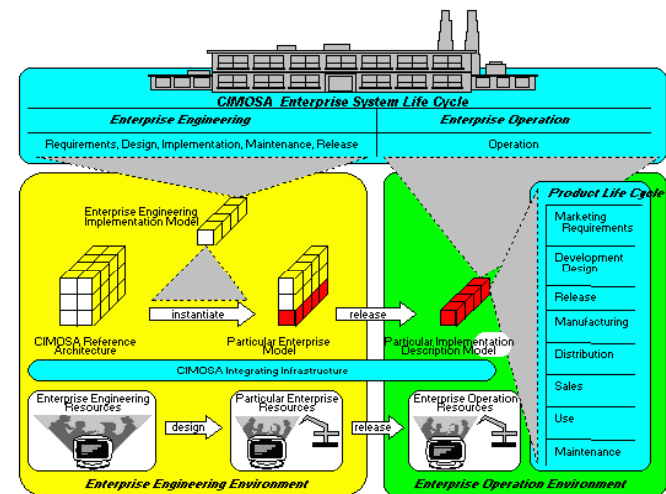 CIMOSA Enterprise System Life Cycle
Enterprise Engineering
Enterprise Operation
Requirements, Design, Implementation, Maintenance, Release
Operation
Product Life Cycle
Marketing
Requirements
Development
Design
Release
Manufacturing
Distribution
Sales
Use
Maintenance
Enterprise Engineering
Implementation Model
instantiate
release
CIMOSA Reference
Architecture
Particular Enterprise
Model
Particular Implementation
Description Model
CIMOSA Integrating Infrastructure
Enterprise Engineering
Resources
design
Particular Enterprise
Resources
release
Enterprise Operation
Resources
Enterprise Engineering Environment
Enterprise Operation Environment